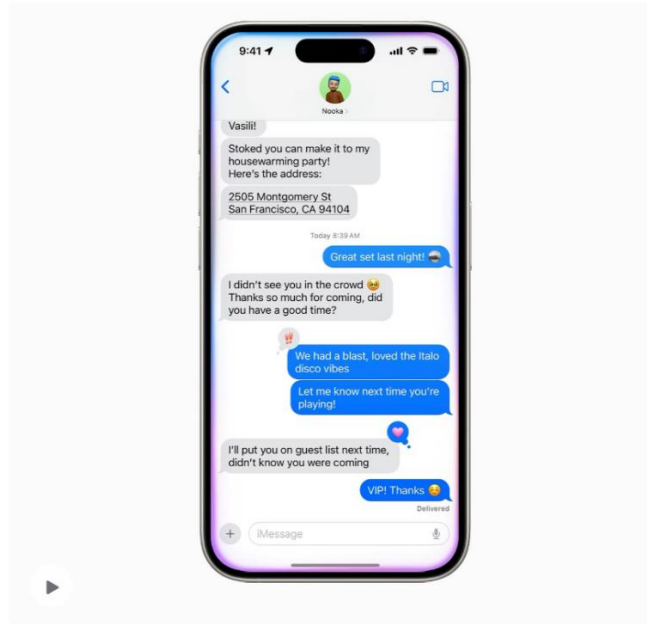 9:41
Nooka
Vasili!
Stoked you can make it to my
housewarming party!
Here's the address:
2505 Montgomery St
San Francisco, CA 94104
Today 8:39 AM
Great set last night! 🪩
I didn't see you in the crowd 🥹
Thanks so much for coming, did
you have a good time?
We had a blast, loved the Italo
disco vibes
Let me know next time you're
playing!
I'll put you on guest list next time,
didn't know you were coming
VIP! Thanks ☺️
Delivered
iMessage